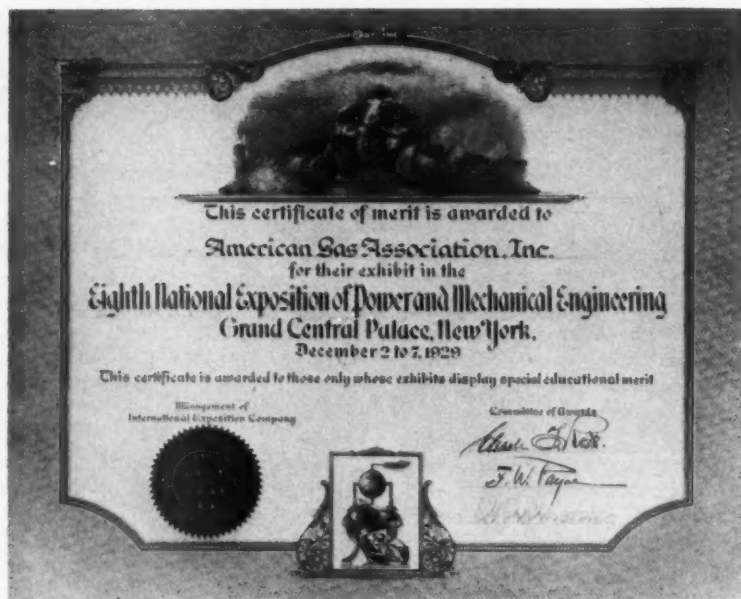 This certificate of merit is awarded to
American Gas Association, Inc.
for their exhibit in the
Eighth National Exposition of Power and Mechanical Engineering
Grand Central Palace, New York,
December 2 to 7, 1929
This certificate is awarded to those only whose exhibits display special educational merit
Management of
International Exposition Company
Committee of Awards
F. W. Payne